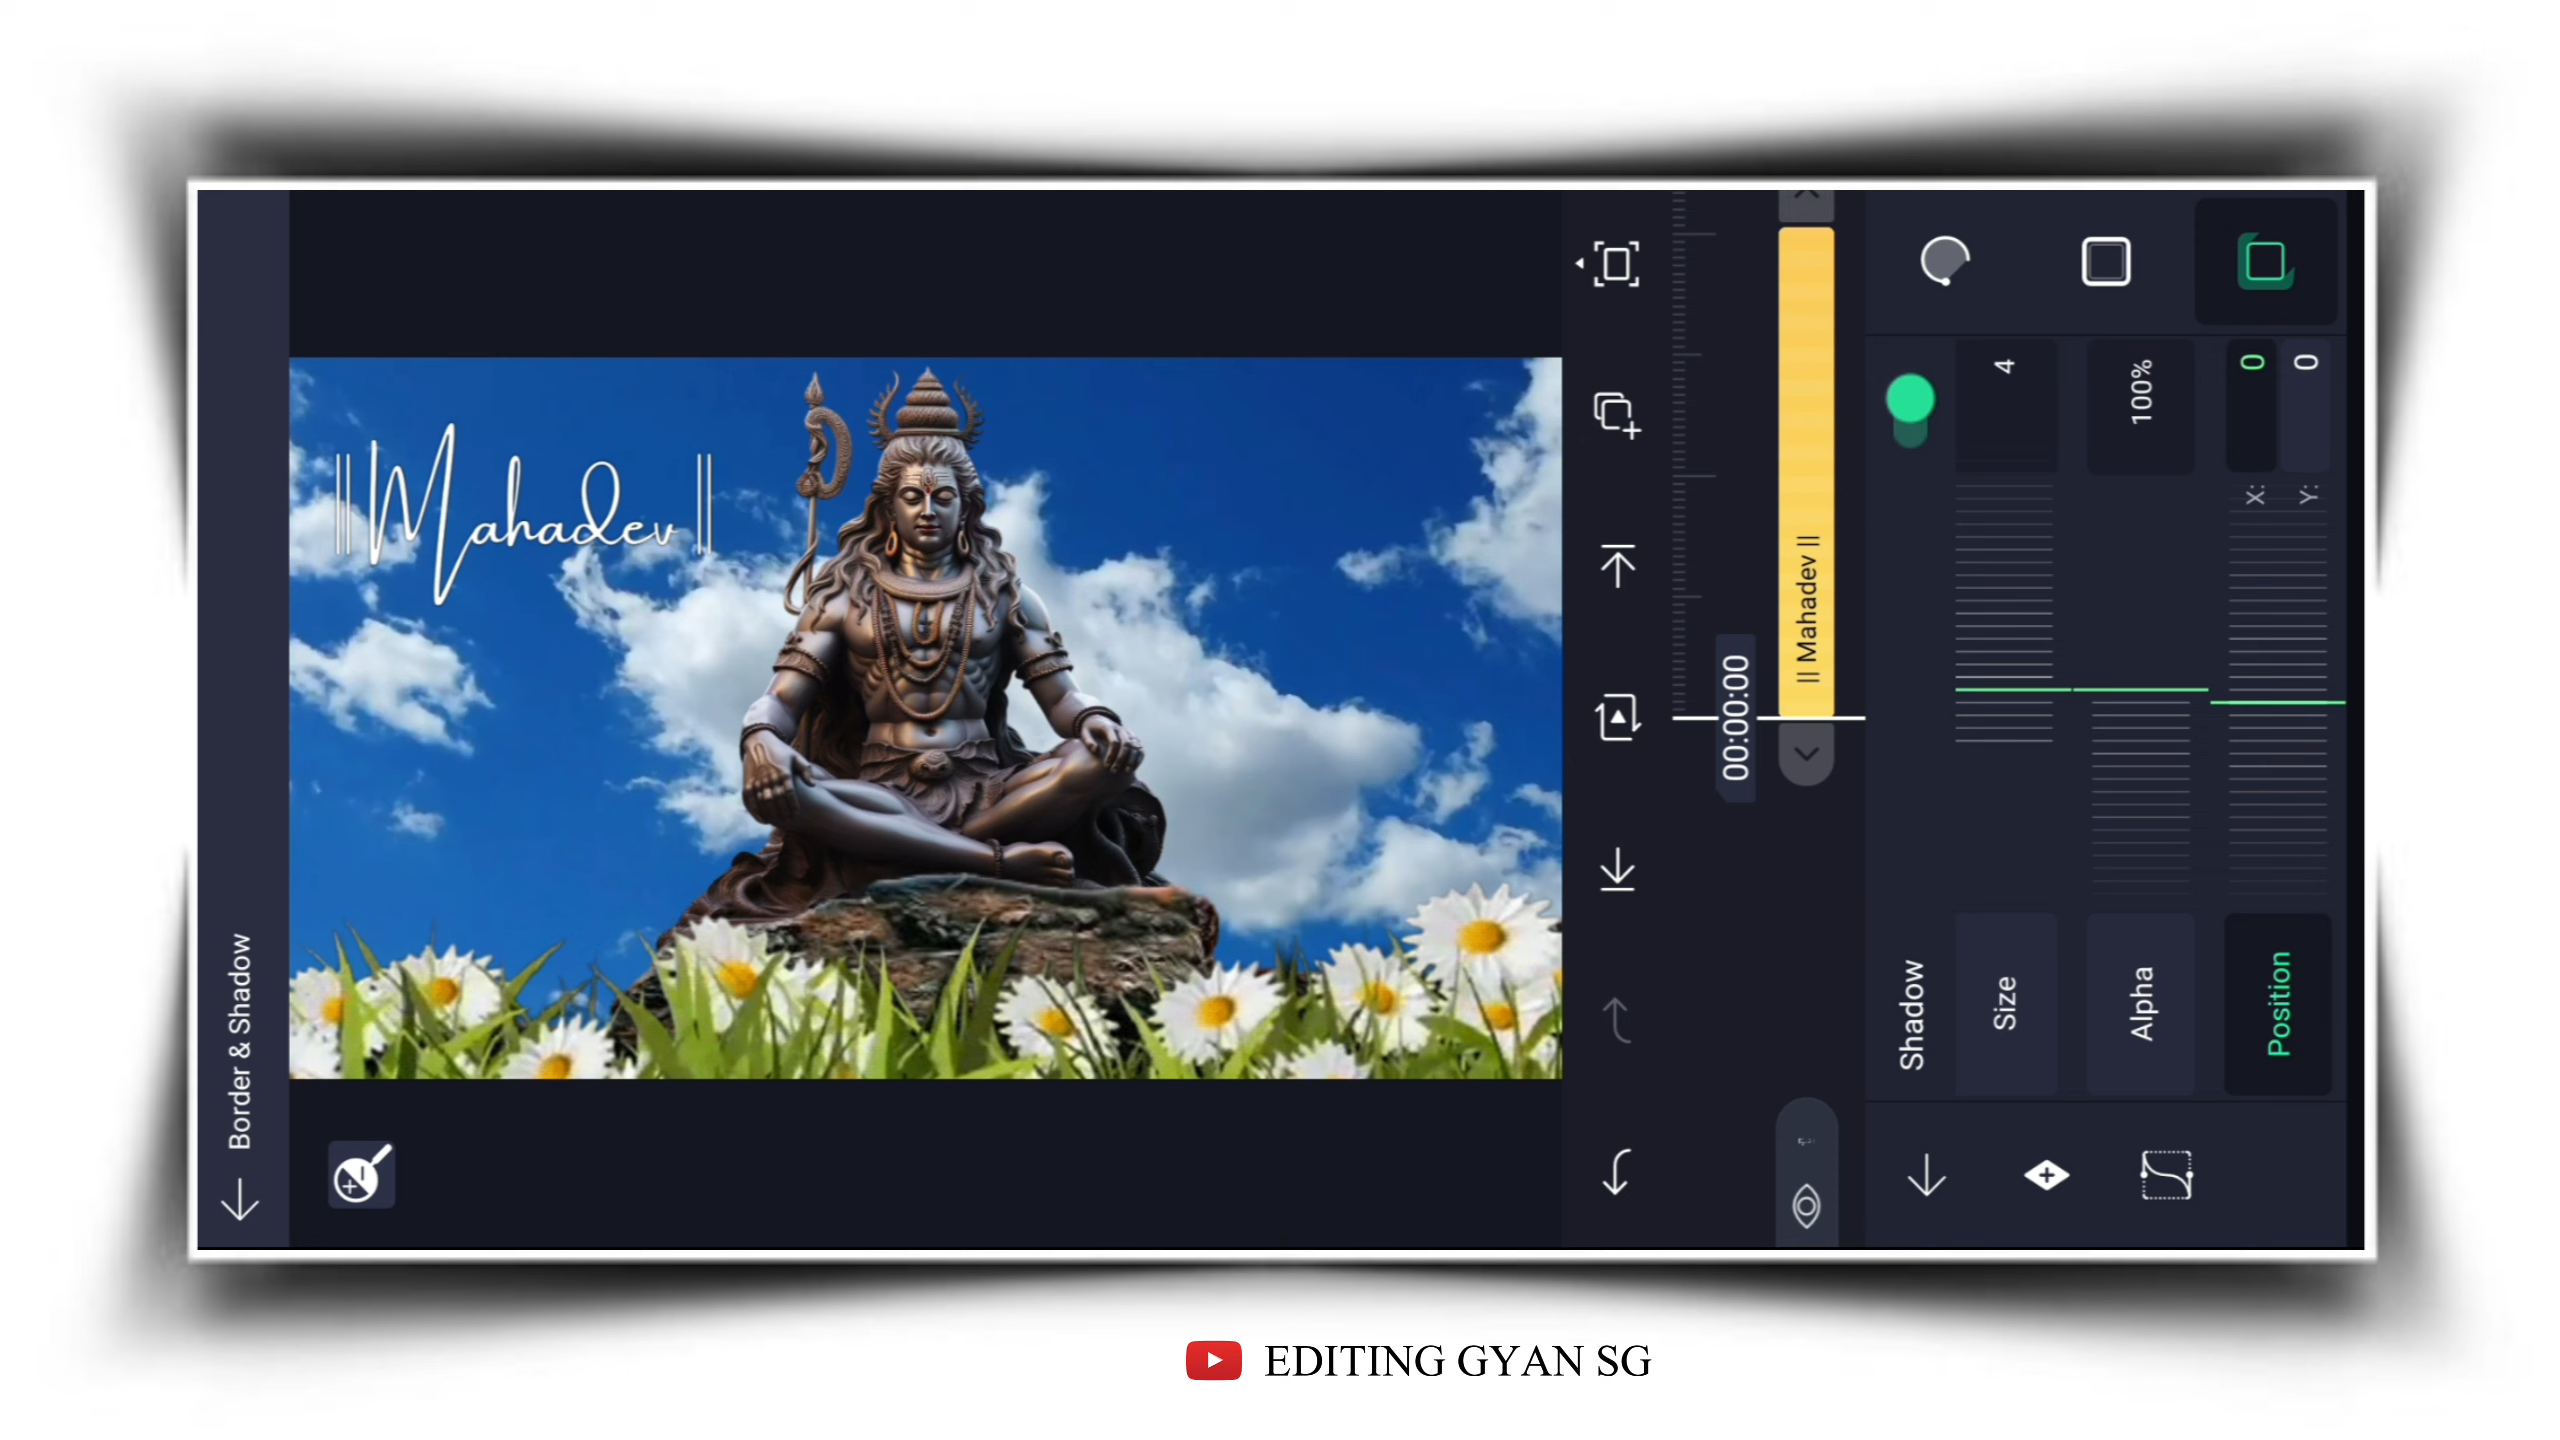 Border & Shadow
|| Mahadev ||
00:00:00
|| Mahadev ||
Shadow
Size
4
Alpha
100%
Position
X: 0
Y: 0
EDITING GYAN SG